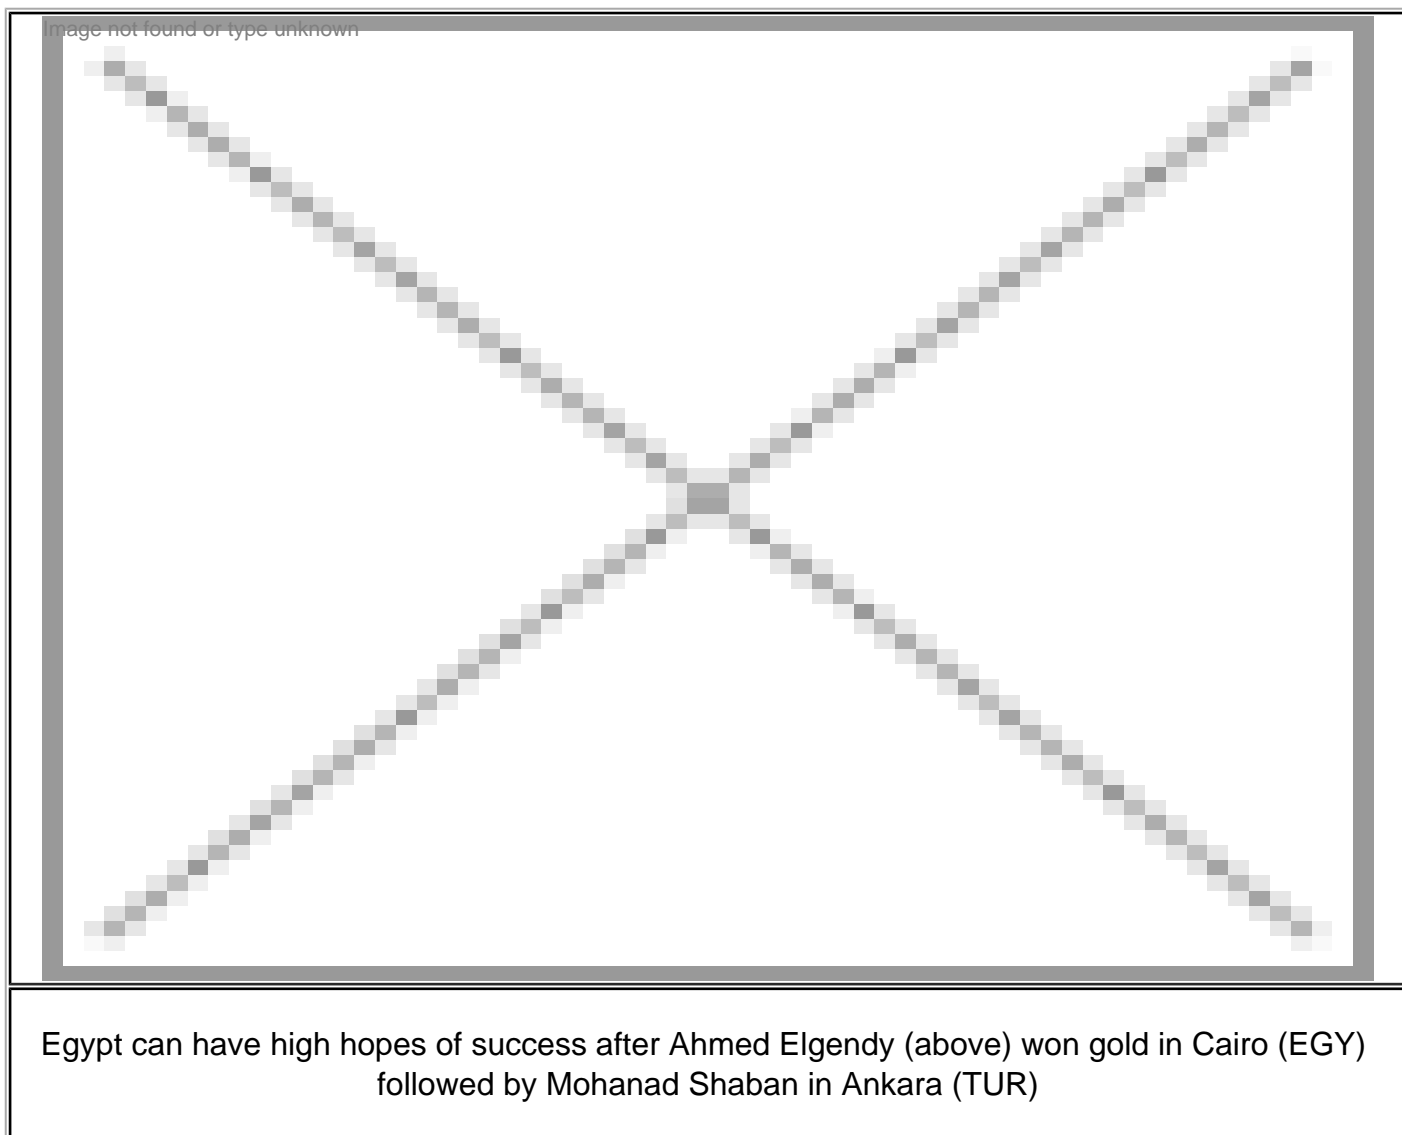 Image not found or type unknown
Egypt can have high hopes of success after Ahmed Elgendy (above) won gold in Cairo (EGY)
followed by Mohanad Shaban in Ankara (TUR)